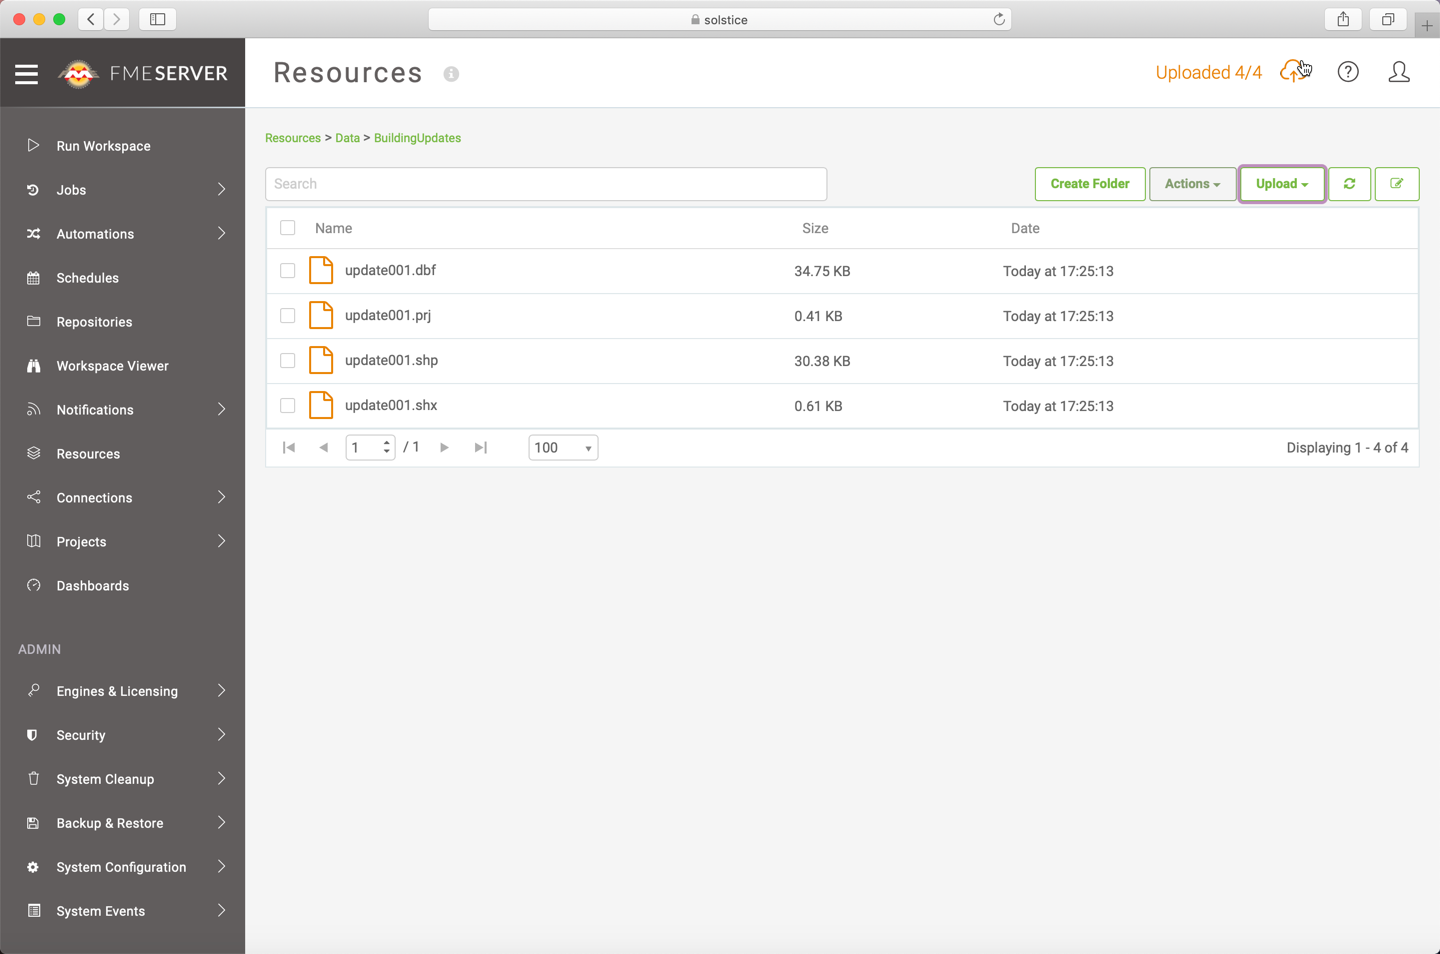 solstice
FMESERVER
Resources
Uploaded 4/4
Run Workspace
Jobs
Automations
Schedules
Repositories
Workspace Viewer
Notifications
Resources
Connections
Projects
Dashboards
ADMIN
Engines & Licensing
Security
System Cleanup
Backup & Restore
System Configuration
System Events
Resources > Data > BuildingUpdates
Search
Create Folder
Actions
Upload
Name Size Date
update001.dbf 34.75 KB Today at 17:25:13
update001.prj 0.41 KB Today at 17:25:13
update001.shp 30.38 KB Today at 17:25:13
update001.shx 0.61 KB Today at 17:25:13
1 / 1 100 Displaying 1 - 4 of 4